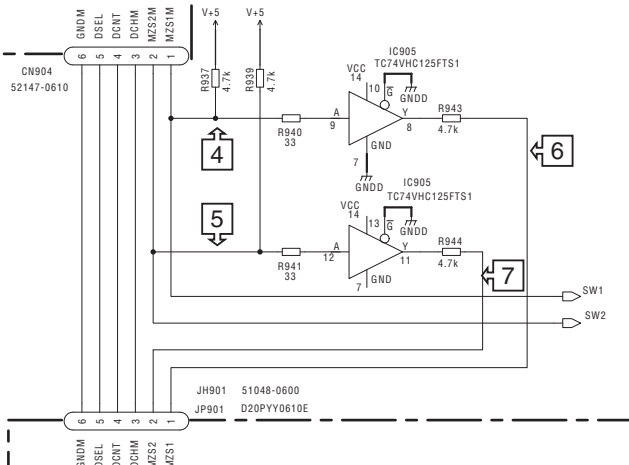 GNDM
DSEL
DCNT
DCHM
MZS2M
MZS1M
6
5
4
3
2
1
CN904
52147-0610
V+5
V+5
R937
4.7k
R939
4.7k
IC905
TC74VHC125FTS1
VCC
14
10
G
GNDD
A
9
Y
8
R940
33
R943
4.7k
GND
7
GNDD
4
6
IC905
TC74VHC125FTS1
VCC
14
13
G
GNDD
5
A
12
Y
11
R941
33
R944
4.7k
GND
7
7
SW1
SW2
JH901 51048-0600
JP901 D20PYY0610E
6
5
4
3
2
1
GNDM
DSEL
DCNT
DCHM
MZS2
MZS1